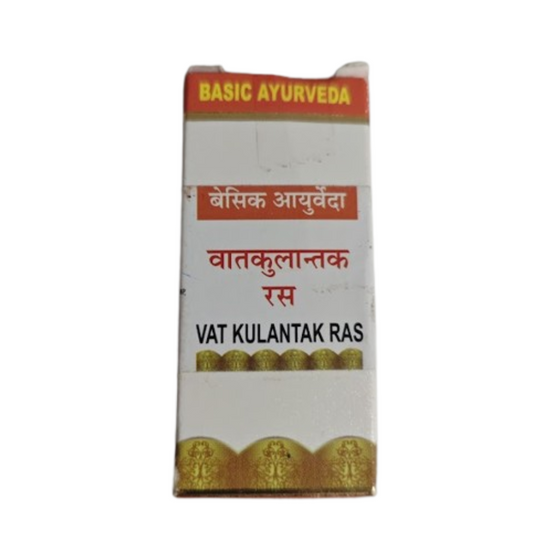 BASIC AYURVEDA
बेसिक आयुर्वेदा
वातकुलान्तक
रस
VAT KULANTAK RAS